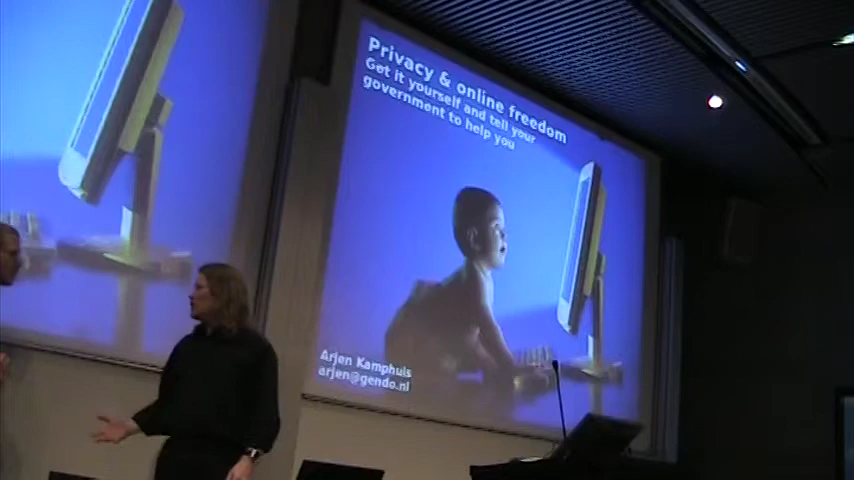 Privacy & online freedom
Get it yourself and tell your
government to help you
Arjen Kamphuis
arjen@gendo.nl